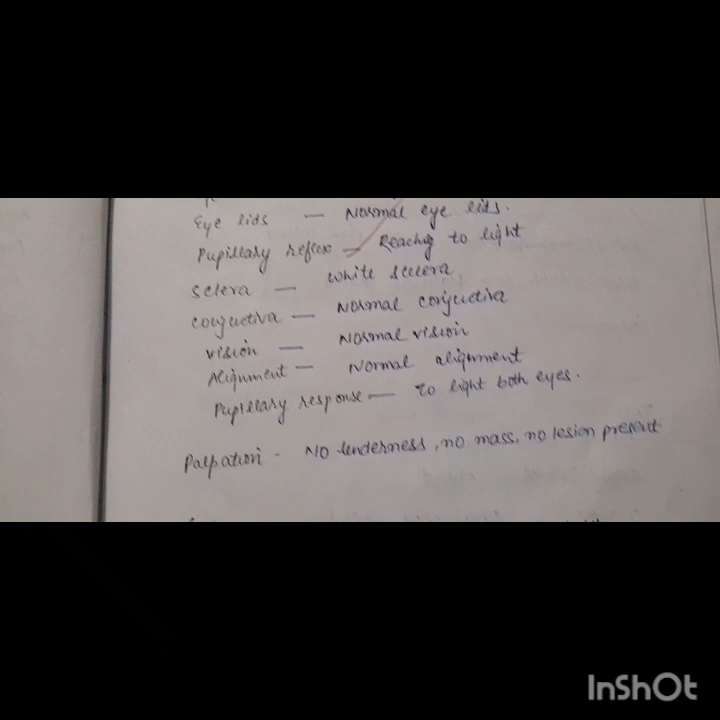 Eye lids — Normal eye lids.
Pupillary reflex — Reaching to light
Sclera — White sclera
Conjuctiva — Normal conjuctiva
Vision — Normal vision
Alignment — Normal alignment
Pupillary response — To light both eyes.
Palpation - No tenderness, no mass, no lesion present.
InShOt